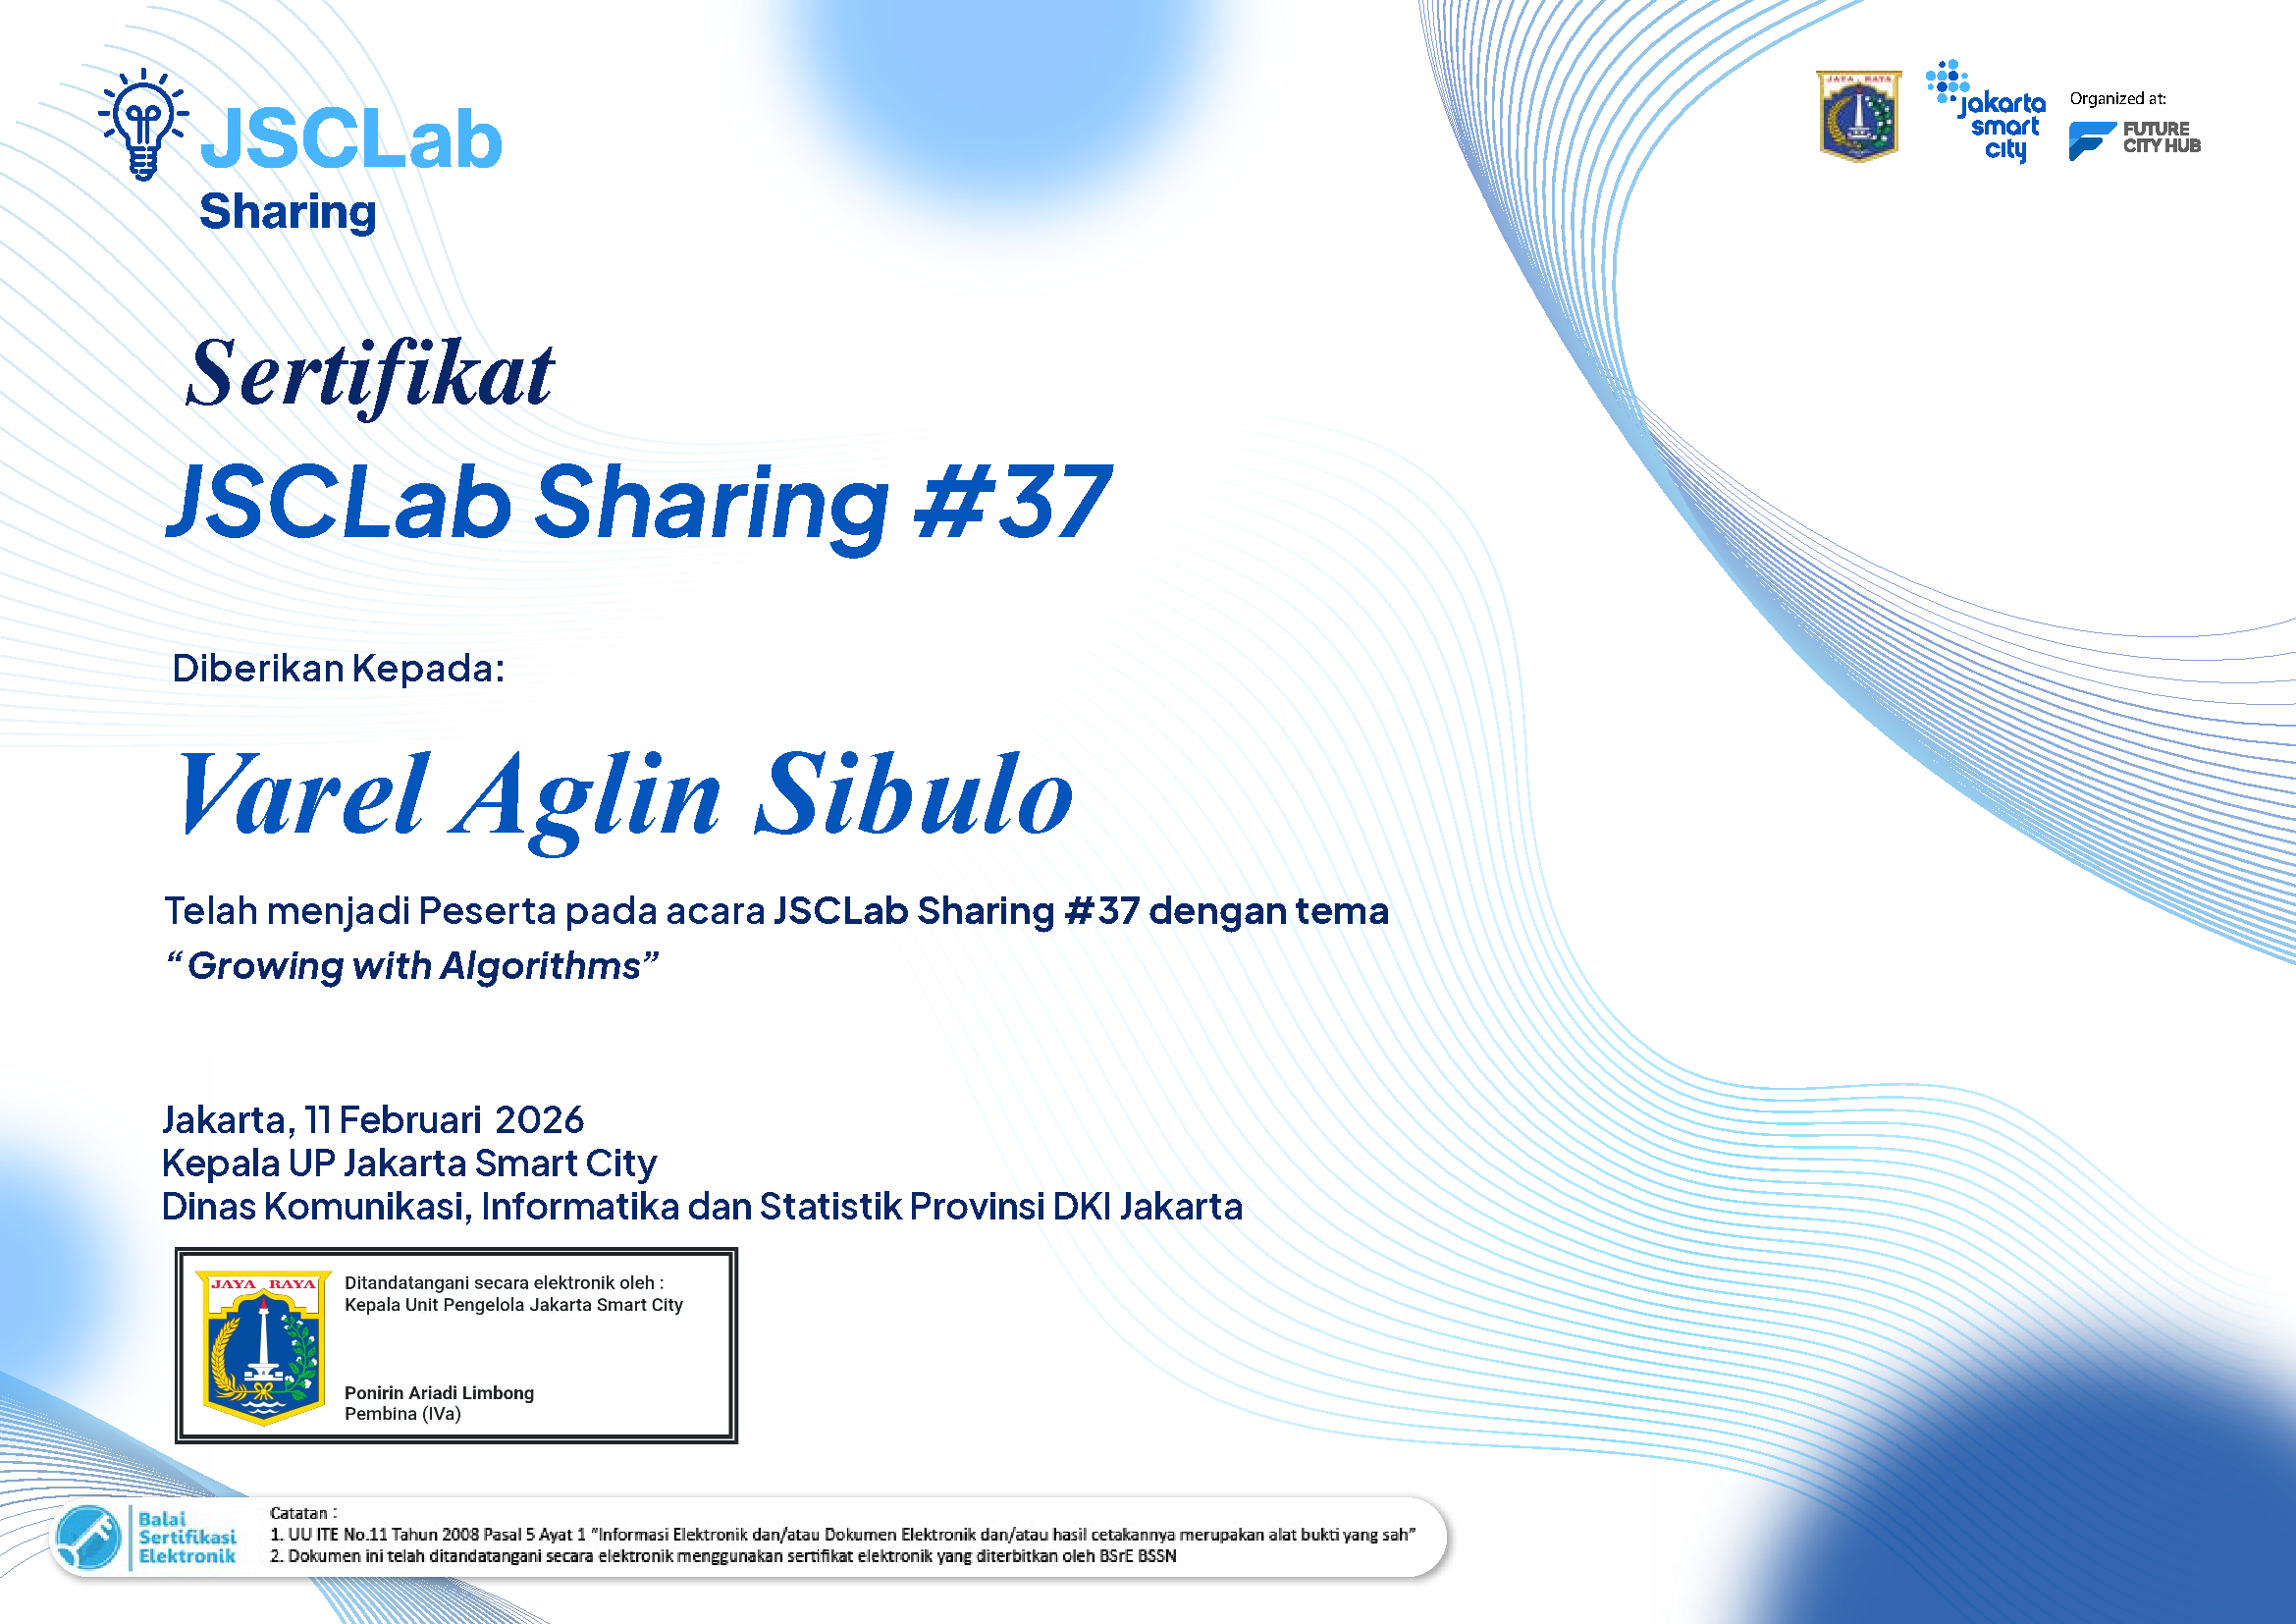 JSCLab
Sharing
JAYA RAYA
jakarta
smart
city
Organized at:
FUTURE
CITY HUB
Sertifikat
JSCLab Sharing #37
Diberikan Kepada:
Varel Aglin Sibulo
Telah menjadi Peserta pada acara JSCLab Sharing #37 dengan tema
“Growing with Algorithms”
Jakarta, 11 Februari 2026
Kepala UP Jakarta Smart City
Dinas Komunikasi, Informatika dan Statistik Provinsi DKI Jakarta
JAYA RAYA
Ditandatangani secara elektronik oleh :
Kepala Unit Pengelola Jakarta Smart City
Ponirin Ariadi Limbong
Pembina (IVa)
Balai
Sertifikasi
Elektronik
Catatan :
1. UU ITE No.11 Tahun 2008 Pasal 5 Ayat 1 “Informasi Elektronik dan/atau Dokumen Elektronik dan/atau hasil cetakannya merupakan alat bukti yang sah”
2. Dokumen ini telah ditandatangani secara elektronik menggunakan sertifikat elektronik yang diterbitkan oleh BSrE BSSN